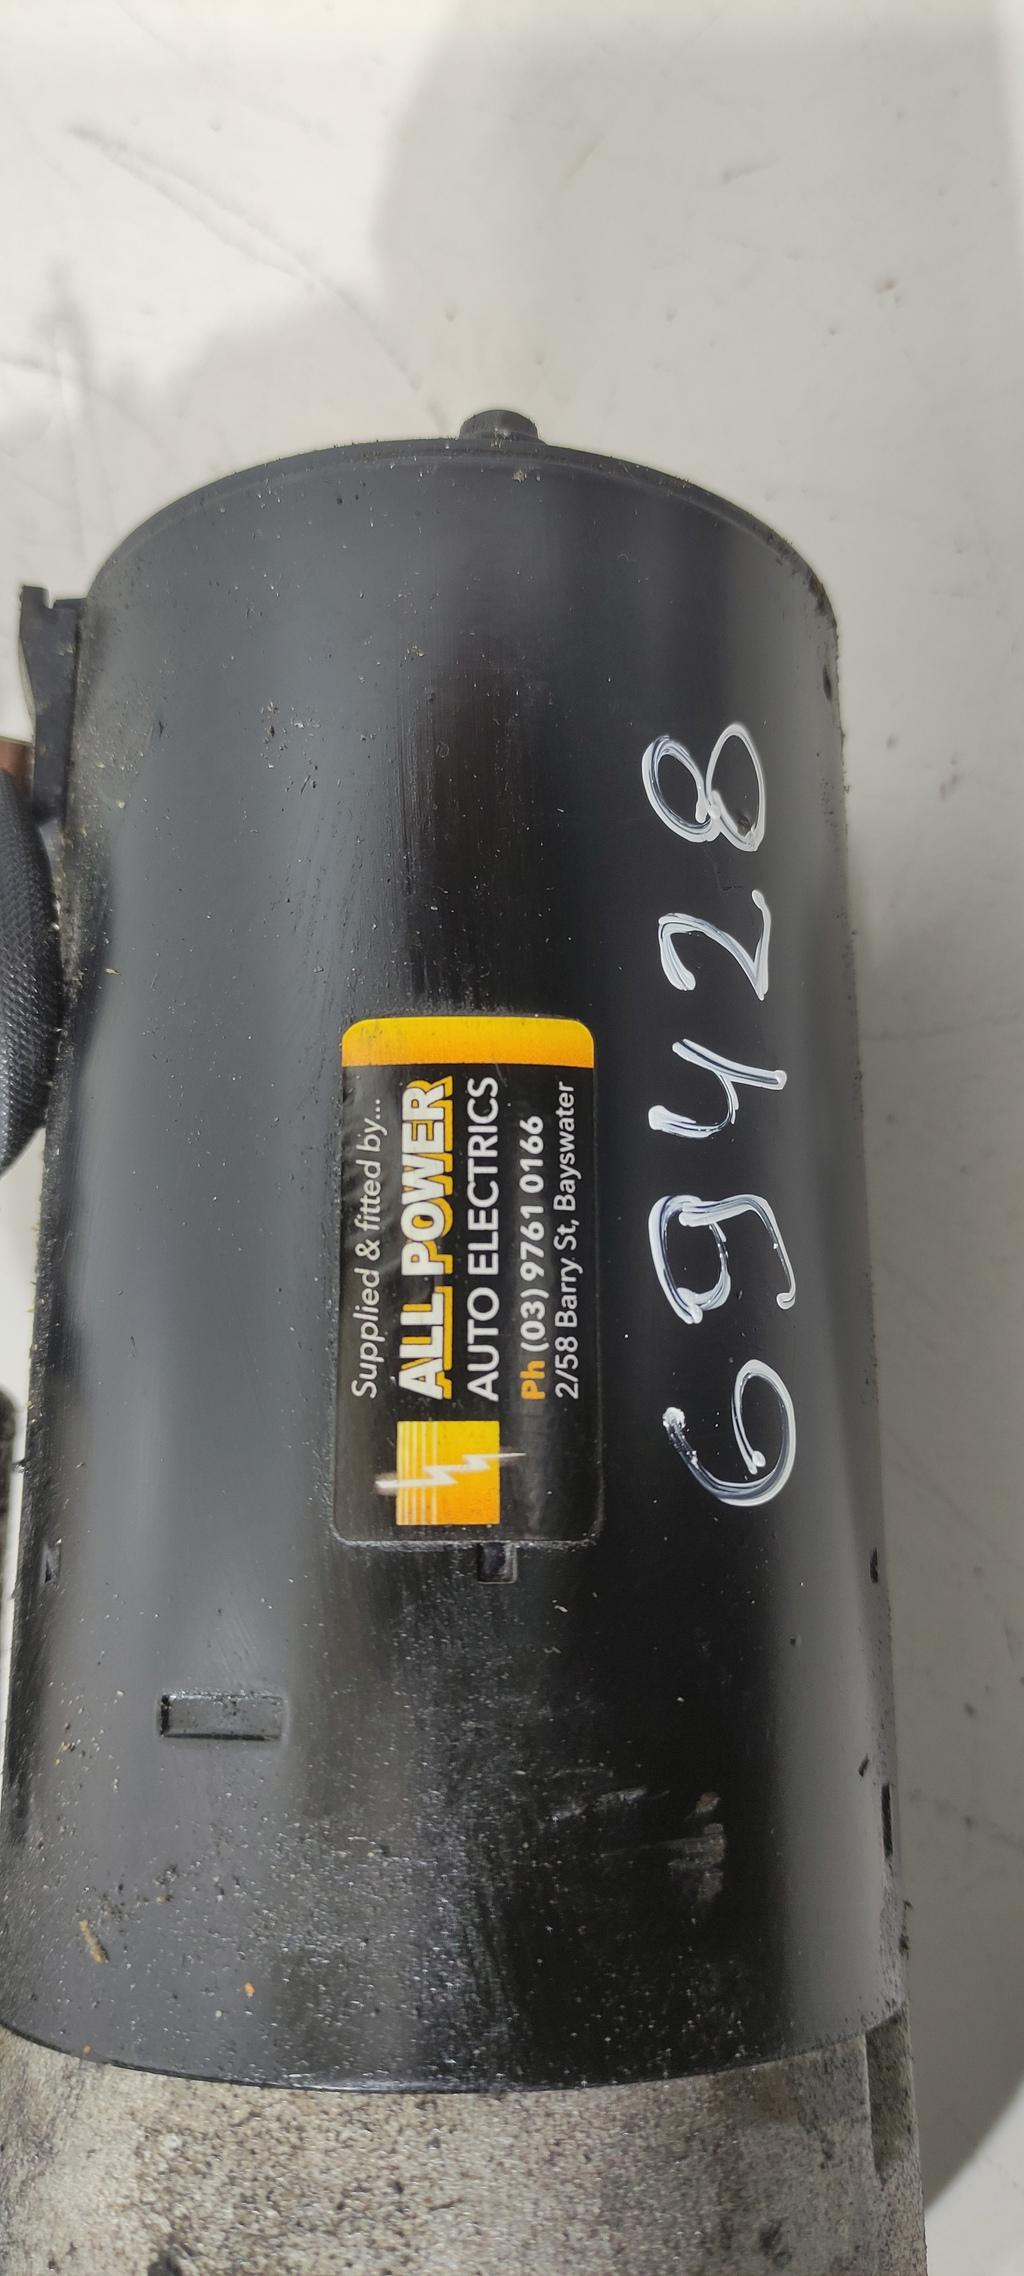 Supplied & fitted by...
ALL POWER
AUTO ELECTRICS
Ph (03) 9761 0166
2/58 Barry St, Bayswater
69428